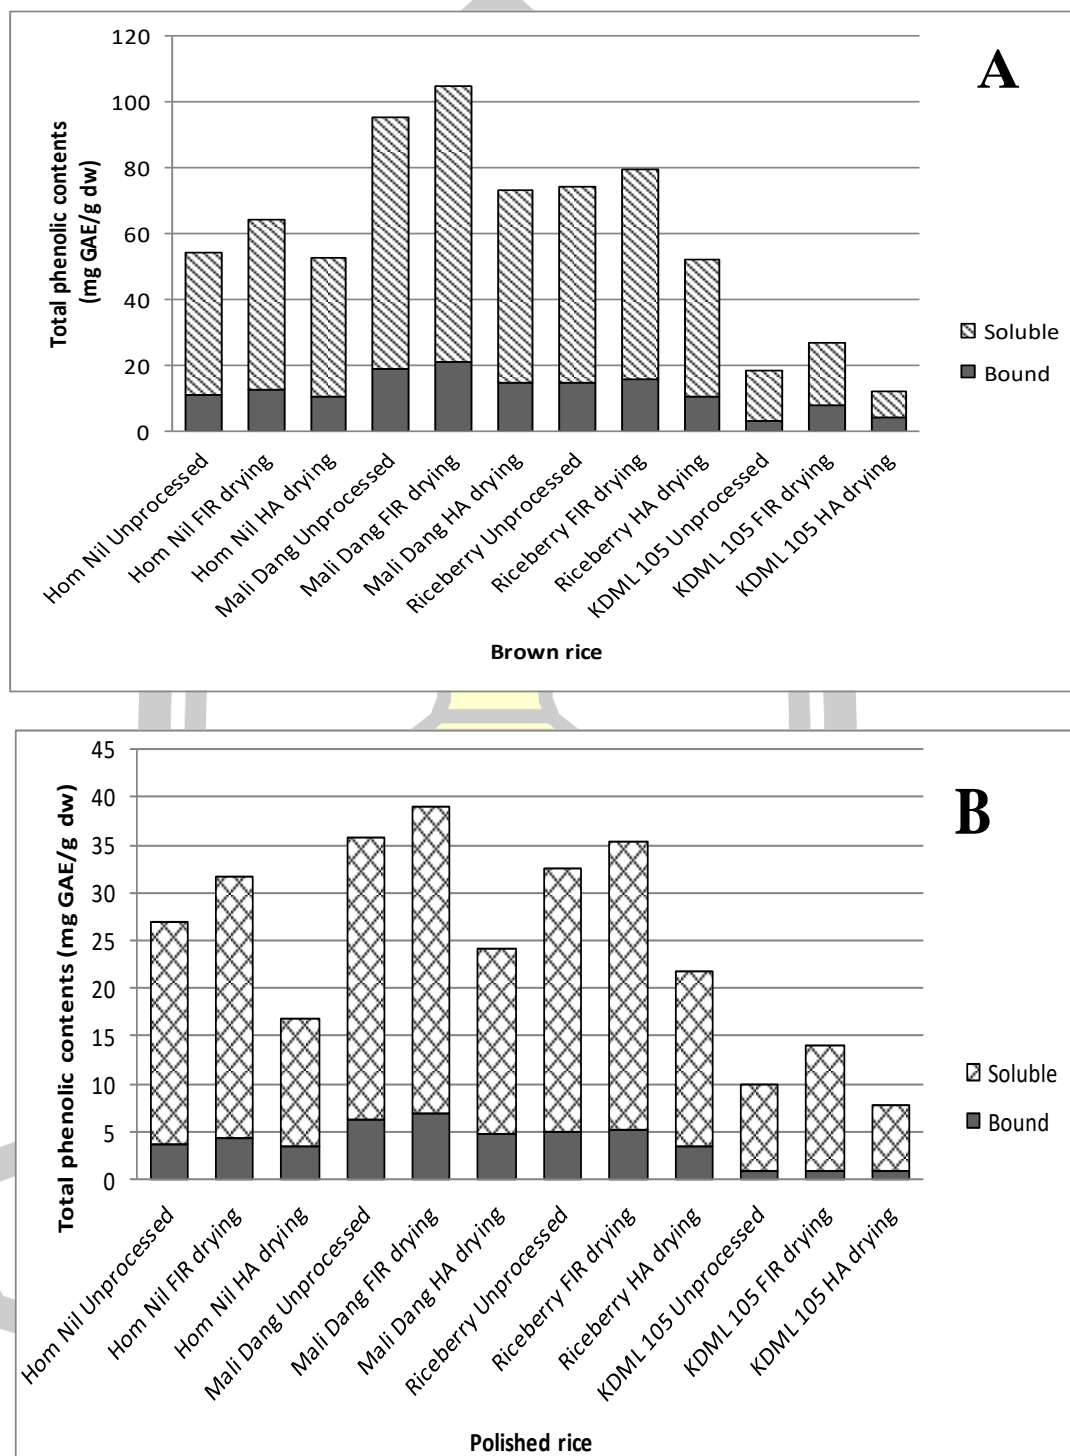 A
Total phenolic contents
(mg GAE/g dw)
120
100
80
60
40
20
0
Soluble
Bound
Hom Nil Unprocessed
Hom Nil FIR drying
Hom Nil HA drying
Mali Dang Unprocessed
Mali Dang FIR drying
Mali Dang HA drying
Riceberry Unprocessed
Riceberry FIR drying
Riceberry HA drying
KDML 105 Unprocessed
KDML 105 FIR drying
KDML 105 HA drying
Brown rice
B
Total phenolic contents (mg GAE/g dw)
45
40
35
30
25
20
15
10
5
0
Soluble
Bound
Hom Nil Unprocessed
Hom Nil FIR drying
Hom Nil HA drying
Mali Dang Unprocessed
Mali Dang FIR drying
Mali Dang HA drying
Riceberry Unprocessed
Riceberry FIR drying
Riceberry HA drying
KDML 105 Unprocessed
KDML 105 FIR drying
KDML 105 HA drying
Polished rice